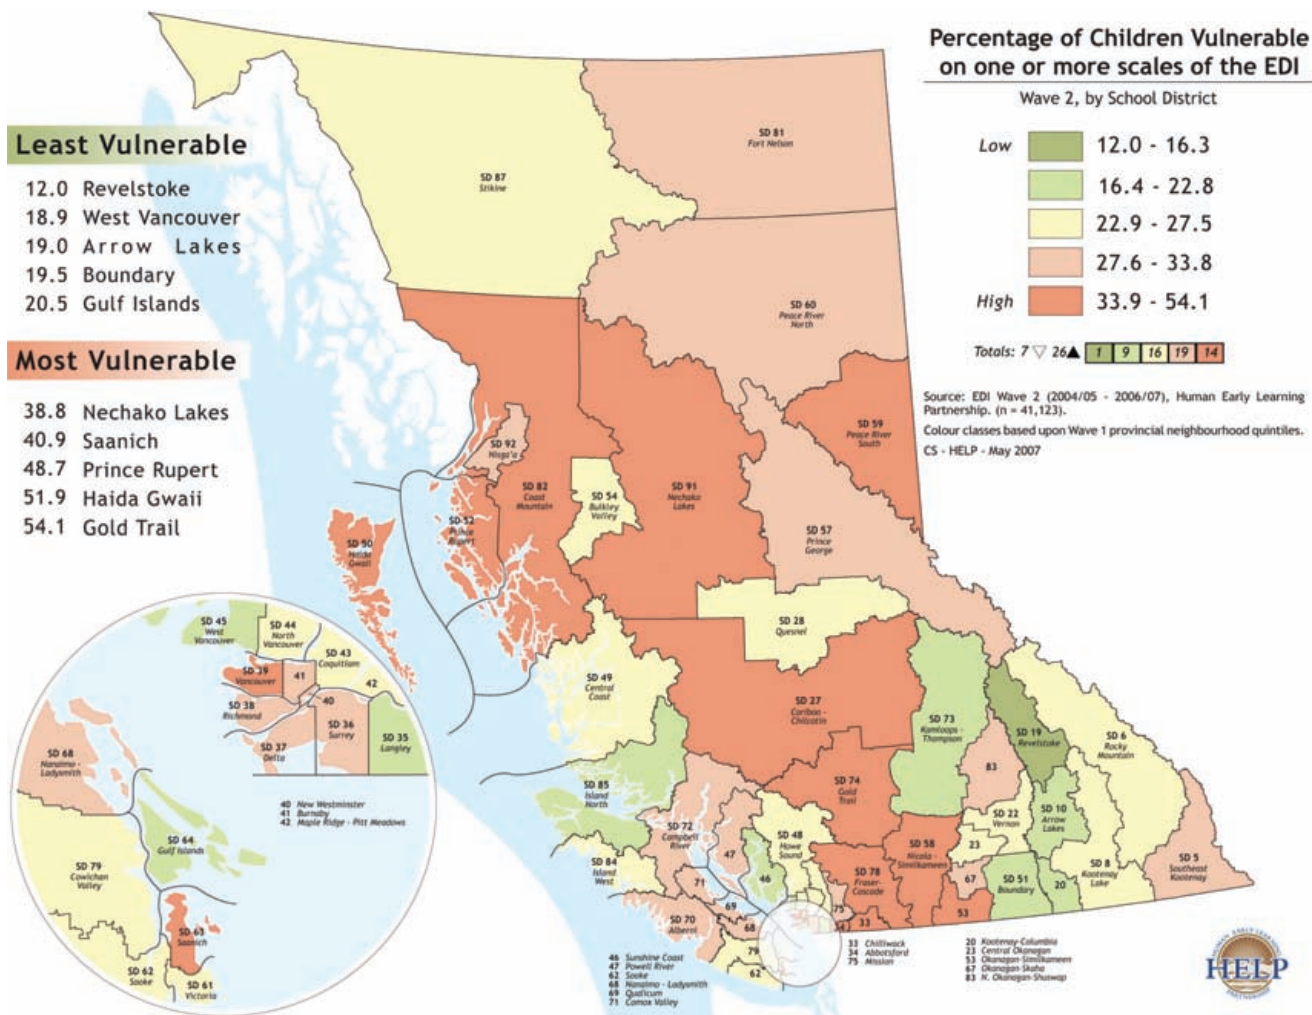 Percentage of Children Vulnerable
on one or more scales of the EDI
Wave 2, by School District
Low
12.0 - 16.3
16.4 - 22.8
22.9 - 27.5
27.6 - 33.8
High
33.9 - 54.1
Totals: 7 ▽ 26 ▲ 1 9 16 19 14
Source: EDI Wave 2 (2004/05 - 2006/07), Human Early Learning
Partnership. (n = 41,123).
Colour classes based upon Wave 1 provincial neighbourhood quintiles.
CS - HELP - May 2007
Least Vulnerable
12.0 Revelstoke
18.9 West Vancouver
19.0 Arrow Lakes
19.5 Boundary
20.5 Gulf Islands
Most Vulnerable
38.8 Nechako Lakes
40.9 Saanich
48.7 Prince Rupert
51.9 Haida Gwaii
54.1 Gold Trail
SD 81
Fort Nelson
SD 87
Stikine
SD 60
Peace River
North
SD 59
Peace River
South
SD 92
Nisga'a
SD 82
Coast
Mountain
SD 54
Bulkley
Valley
SD 91
Nechako
Lakes
SD 52
Prince
Rupert
SD 50
Haida
Gwaii
SD 57
Prince
George
SD 28
Quesnel
SD 49
Central
Coast
SD 27
Cariboo -
Chilcotin
SD 73
Kamloops -
Thompson
SD 19
Revelstoke
SD 6
Rocky
Mountain
83
SD 74
Gold
Trail
SD 85
Island
North
SD 72
Campbell
River
47
SD 48
Howe
Sound
46
SD 84
Island
West
71
69
SD 70
Alberni
68
79
62
SD 78
Fraser-
Cascade
75
34
33
SD 58
Nicola -
Similkameen
SD 22
Vernon
23
67
53
SD 10
Arrow
Lakes
SD 51
Boundary
20
SD 8
Kootenay
Lake
SD 5
Southeast
Kootenay
SD 45
West
Vancouver
SD 44
North
Vancouver
SD 43
Coquitlam
42
SD 39
Vancouver
41
40
SD 38
Richmond
SD 37
Delta
SD 36
Surrey
SD 35
Langley
SD 68
Nanaimo -
Ladysmith
40 New Westminster
41 Burnaby
42 Maple Ridge - Pitt Meadows
SD 64
Gulf Islands
SD 79
Cowichan
Valley
SD 63
Saanich
SD 62
Sooke
SD 61
Victoria
46 Sunshine Coast
47 Powell River
62 Sooke
68 Nanaimo - Ladysmith
69 Qualicum
71 Comox Valley
33 Chilliwack
34 Abbotsford
75 Mission
20 Kootenay-Columbia
23 Central Okanagan
53 Okanagan-Similkameen
67 Okanagan-Skaha
83 N. Okanagan-Shuswap
HUMAN EARLY LEARNING
HELP
PARTNERSHIP